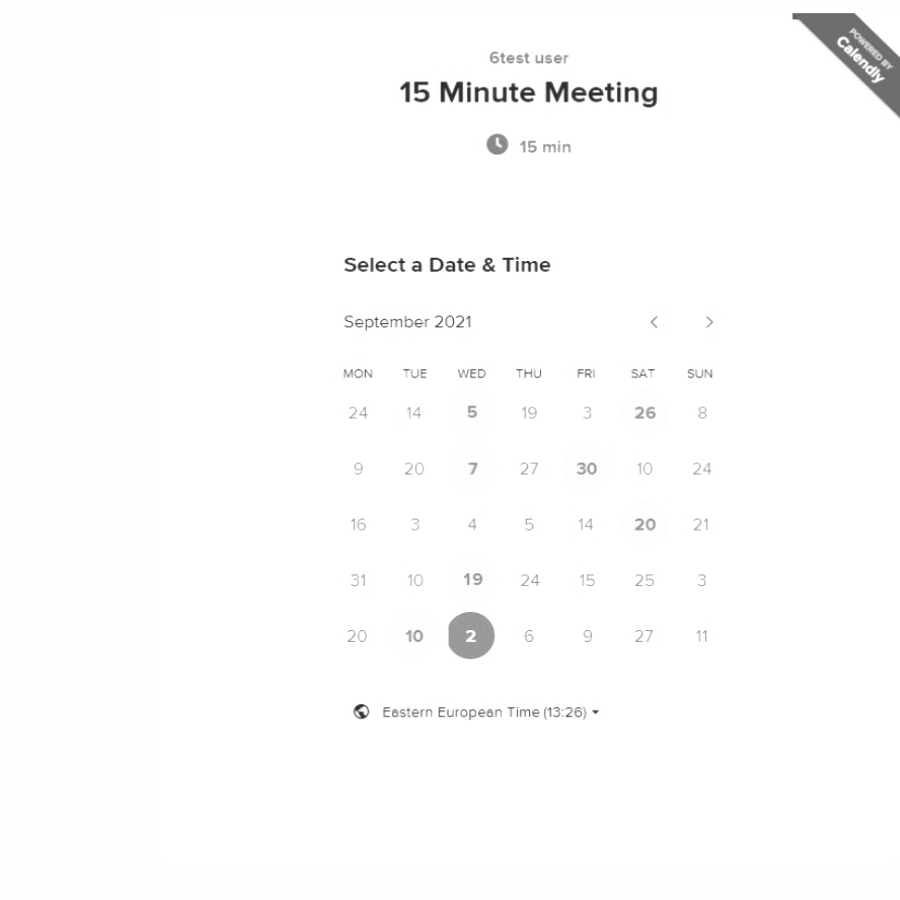 POWERED BY
Calendly
6test user
15 Minute Meeting
15 min
Select a Date & Time
September 2021
MON TUE WED THU FRI SAT SUN
24 14 5 19 3 26 8
9 20 7 27 30 10 24
16 3 4 5 14 20 21
31 10 19 24 15 25 3
20 10 2 6 9 27 11
Eastern European Time (13:26)